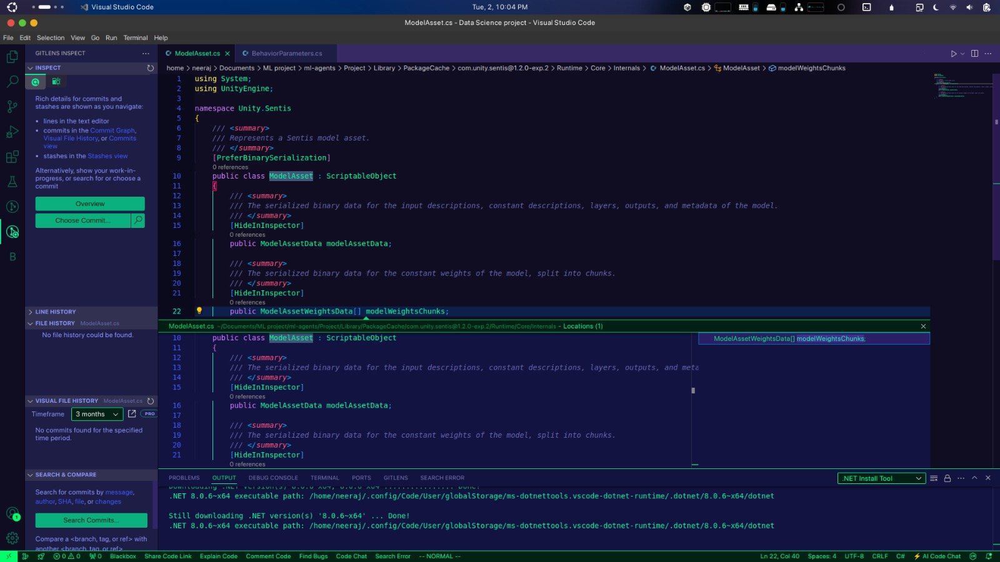 Visual Studio Code
Tue, 2, 10:04 PM
ModelAsset.cs - Data Science project - Visual Studio Code
File Edit Selection View Go Run Terminal Help
GITLENS INSPECT
INSPECT
Rich details for commits and
stashes are shown as you navigate:
• lines in the text editor
• commits in the Commit Graph,
Visual File History, or Commits
view
• stashes in the Stashes view
Alternatively, show your work-in-
progress, or search for or choose a
commit
Overview
Choose Commit...
LINE HISTORY
FILE HISTORY ModelAsset.cs
No file history could be found.
VISUAL FILE HISTORY ModelAsset.cs
Timeframe 3 months PRO
No commits found for the specified
time period.
SEARCH & COMPARE
Search for commits by message,
author, SHA, file, or changes
Search Commits...
Compare a <branch, tag, or ref> with
another <branch, tag, or ref>
B
1
ModelAsset.cs BehaviorParameters.cs
home > neeraj > Documents > ML project > ml-agents > Project > Library > PackageCache > com.unity.sentis@1.2.0-exp.2 > Runtime > Core > Internals > ModelAsset.cs > ModelAsset > modelWeightsChunks
1 using System;
2 using UnityEngine;
3
4 namespace Unity.Sentis
5 {
6 /// <summary>
7 /// Represents a Sentis model asset.
8 /// </summary>
9 [PreferBinarySerialization]
0 references
10 public class ModelAsset : ScriptableObject
11 {
12 /// <summary>
13 /// The serialized binary data for the input descriptions, constant descriptions, layers, outputs, and metadata of the model.
14 /// </summary>
15 [HideInInspector]
0 references
16 public ModelAssetData modelAssetData;
17
18 /// <summary>
19 /// The serialized binary data for the constant weights of the model, split into chunks.
20 /// </summary>
21 [HideInInspector]
0 references
22 public ModelAssetWeightsData[] modelWeightsChunks;
ModelAsset.cs ~/Documents/ML project/ml-agents/Project/Library/PackageCache/com.unity.sentis@1.2.0-exp.2/Runtime/Core/Internals - Locations (1)
10 public class ModelAsset : ScriptableObject
11 {
12 /// <summary>
13 /// The serialized binary data for the input descriptions, constant descriptions, layers, outputs, and meta
14 /// </summary>
15 [HideInInspector]
0 references
16 public ModelAssetData modelAssetData;
17
18 /// <summary>
19 /// The serialized binary data for the constant weights of the model, split into chunks.
20 /// </summary>
21 [HideInInspector]
0 references
ModelAssetWeightsData[] modelWeightsChunks;
PROBLEMS OUTPUT DEBUG CONSOLE TERMINAL PORTS GITLENS SEARCH ERROR
.NET Install Tool
.NET 8.0.6~x64 executable path: /home/neeraj/.config/Code/User/globalStorage/ms-dotnettools.vscode-dotnet-runtime/.dotnet/8.0.6~x64/dotnet
Still downloading .NET version(s) '8.0.6~x64' ... Done!
.NET 8.0.6~x64 executable path: /home/neeraj/.config/Code/User/globalStorage/ms-dotnettools.vscode-dotnet-runtime/.dotnet/8.0.6~x64/dotnet
0 0 0 Blackbox Share Code Link Explain Code Comment Code Find Bugs Code Chat Search Error -- NORMAL --
Ln 22, Col 40 Spaces: 4 UTF-8 CRLF C# AI Code Chat